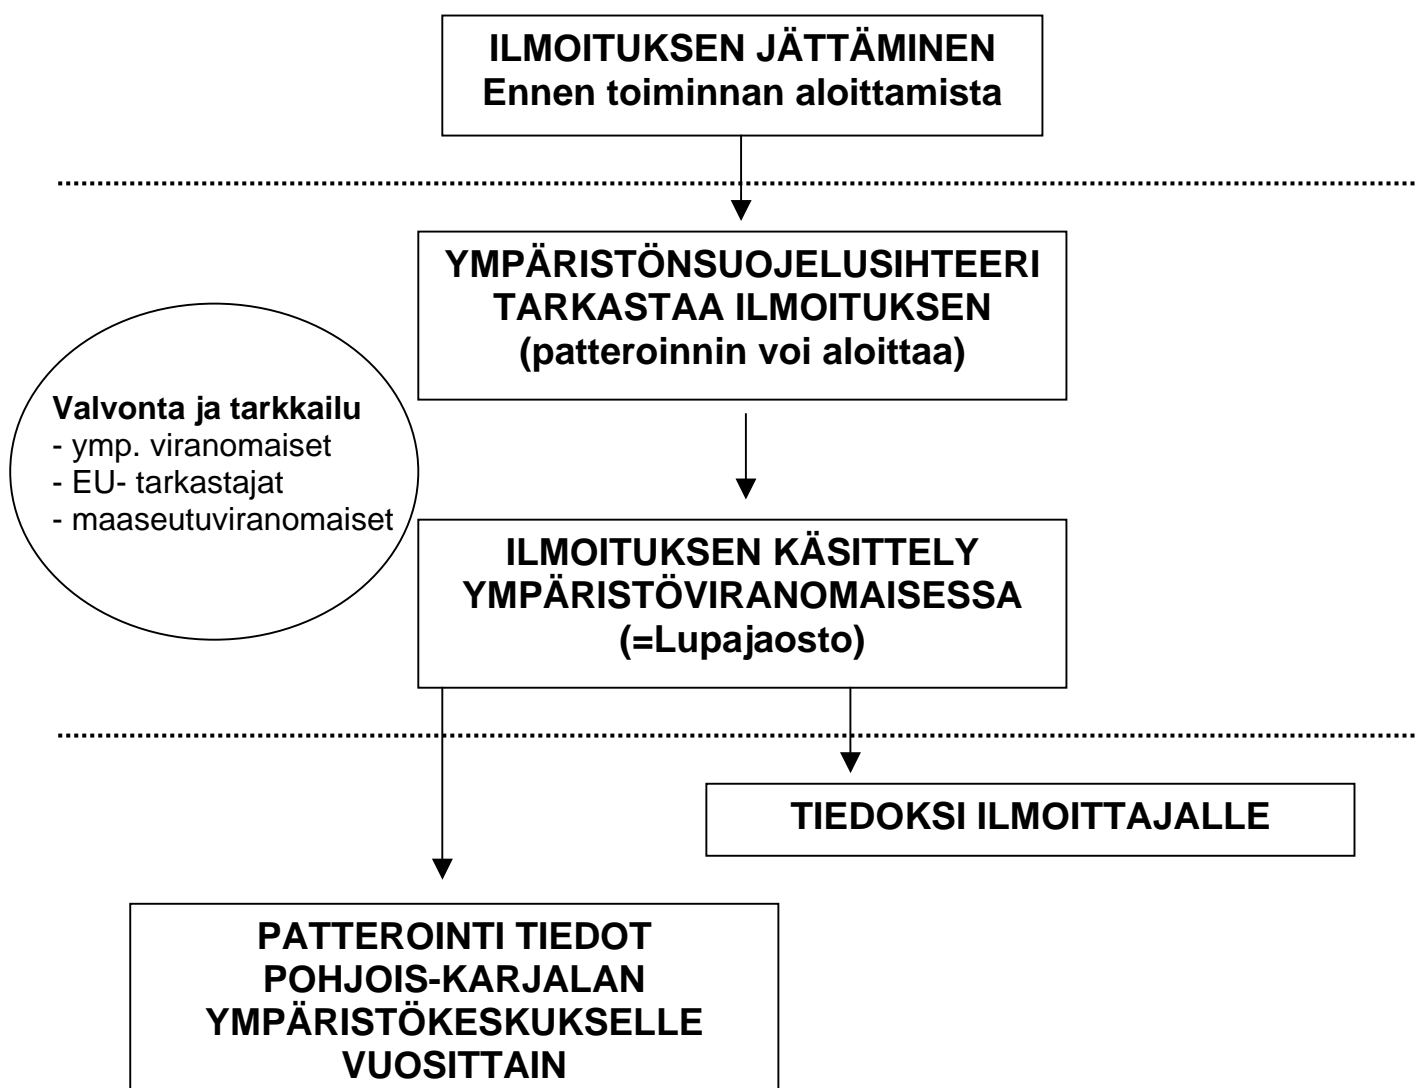 ILMOITUKSEN JÄTTÄMINEN
Ennen toiminnan aloittamista
YMPÄRISTÖNSUOJELUSIHTEERI
TARKASTAA ILMOITUKSEN
(patteroinnin voi aloittaa)
Valvonta ja tarkkailu
- ymp. viranomaiset
- EU- tarkastajat
- maaseutuviranomaiset
ILMOITUKSEN KÄSITTELY
YMPÄRISTÖVIRANOMAISESSA
(=Lupajaosto)
TIEDOKSI ILMOITTAJALLE
PATTEROINTI TIEDOT
POHJOIS-KARJALAN
YMPÄRISTÖKESKUKSELLE
VUOSITTAIN